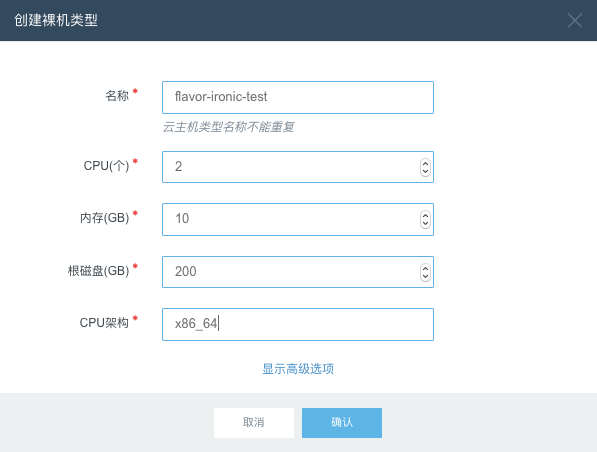 创建裸机类型
名称 * flavor-ironic-test
云主机类型名称不能重复
CPU(个) * 2
内存(GB) * 10
根磁盘(GB) * 200
CPU架构 * x86_64
显示高级选项
取消 确认